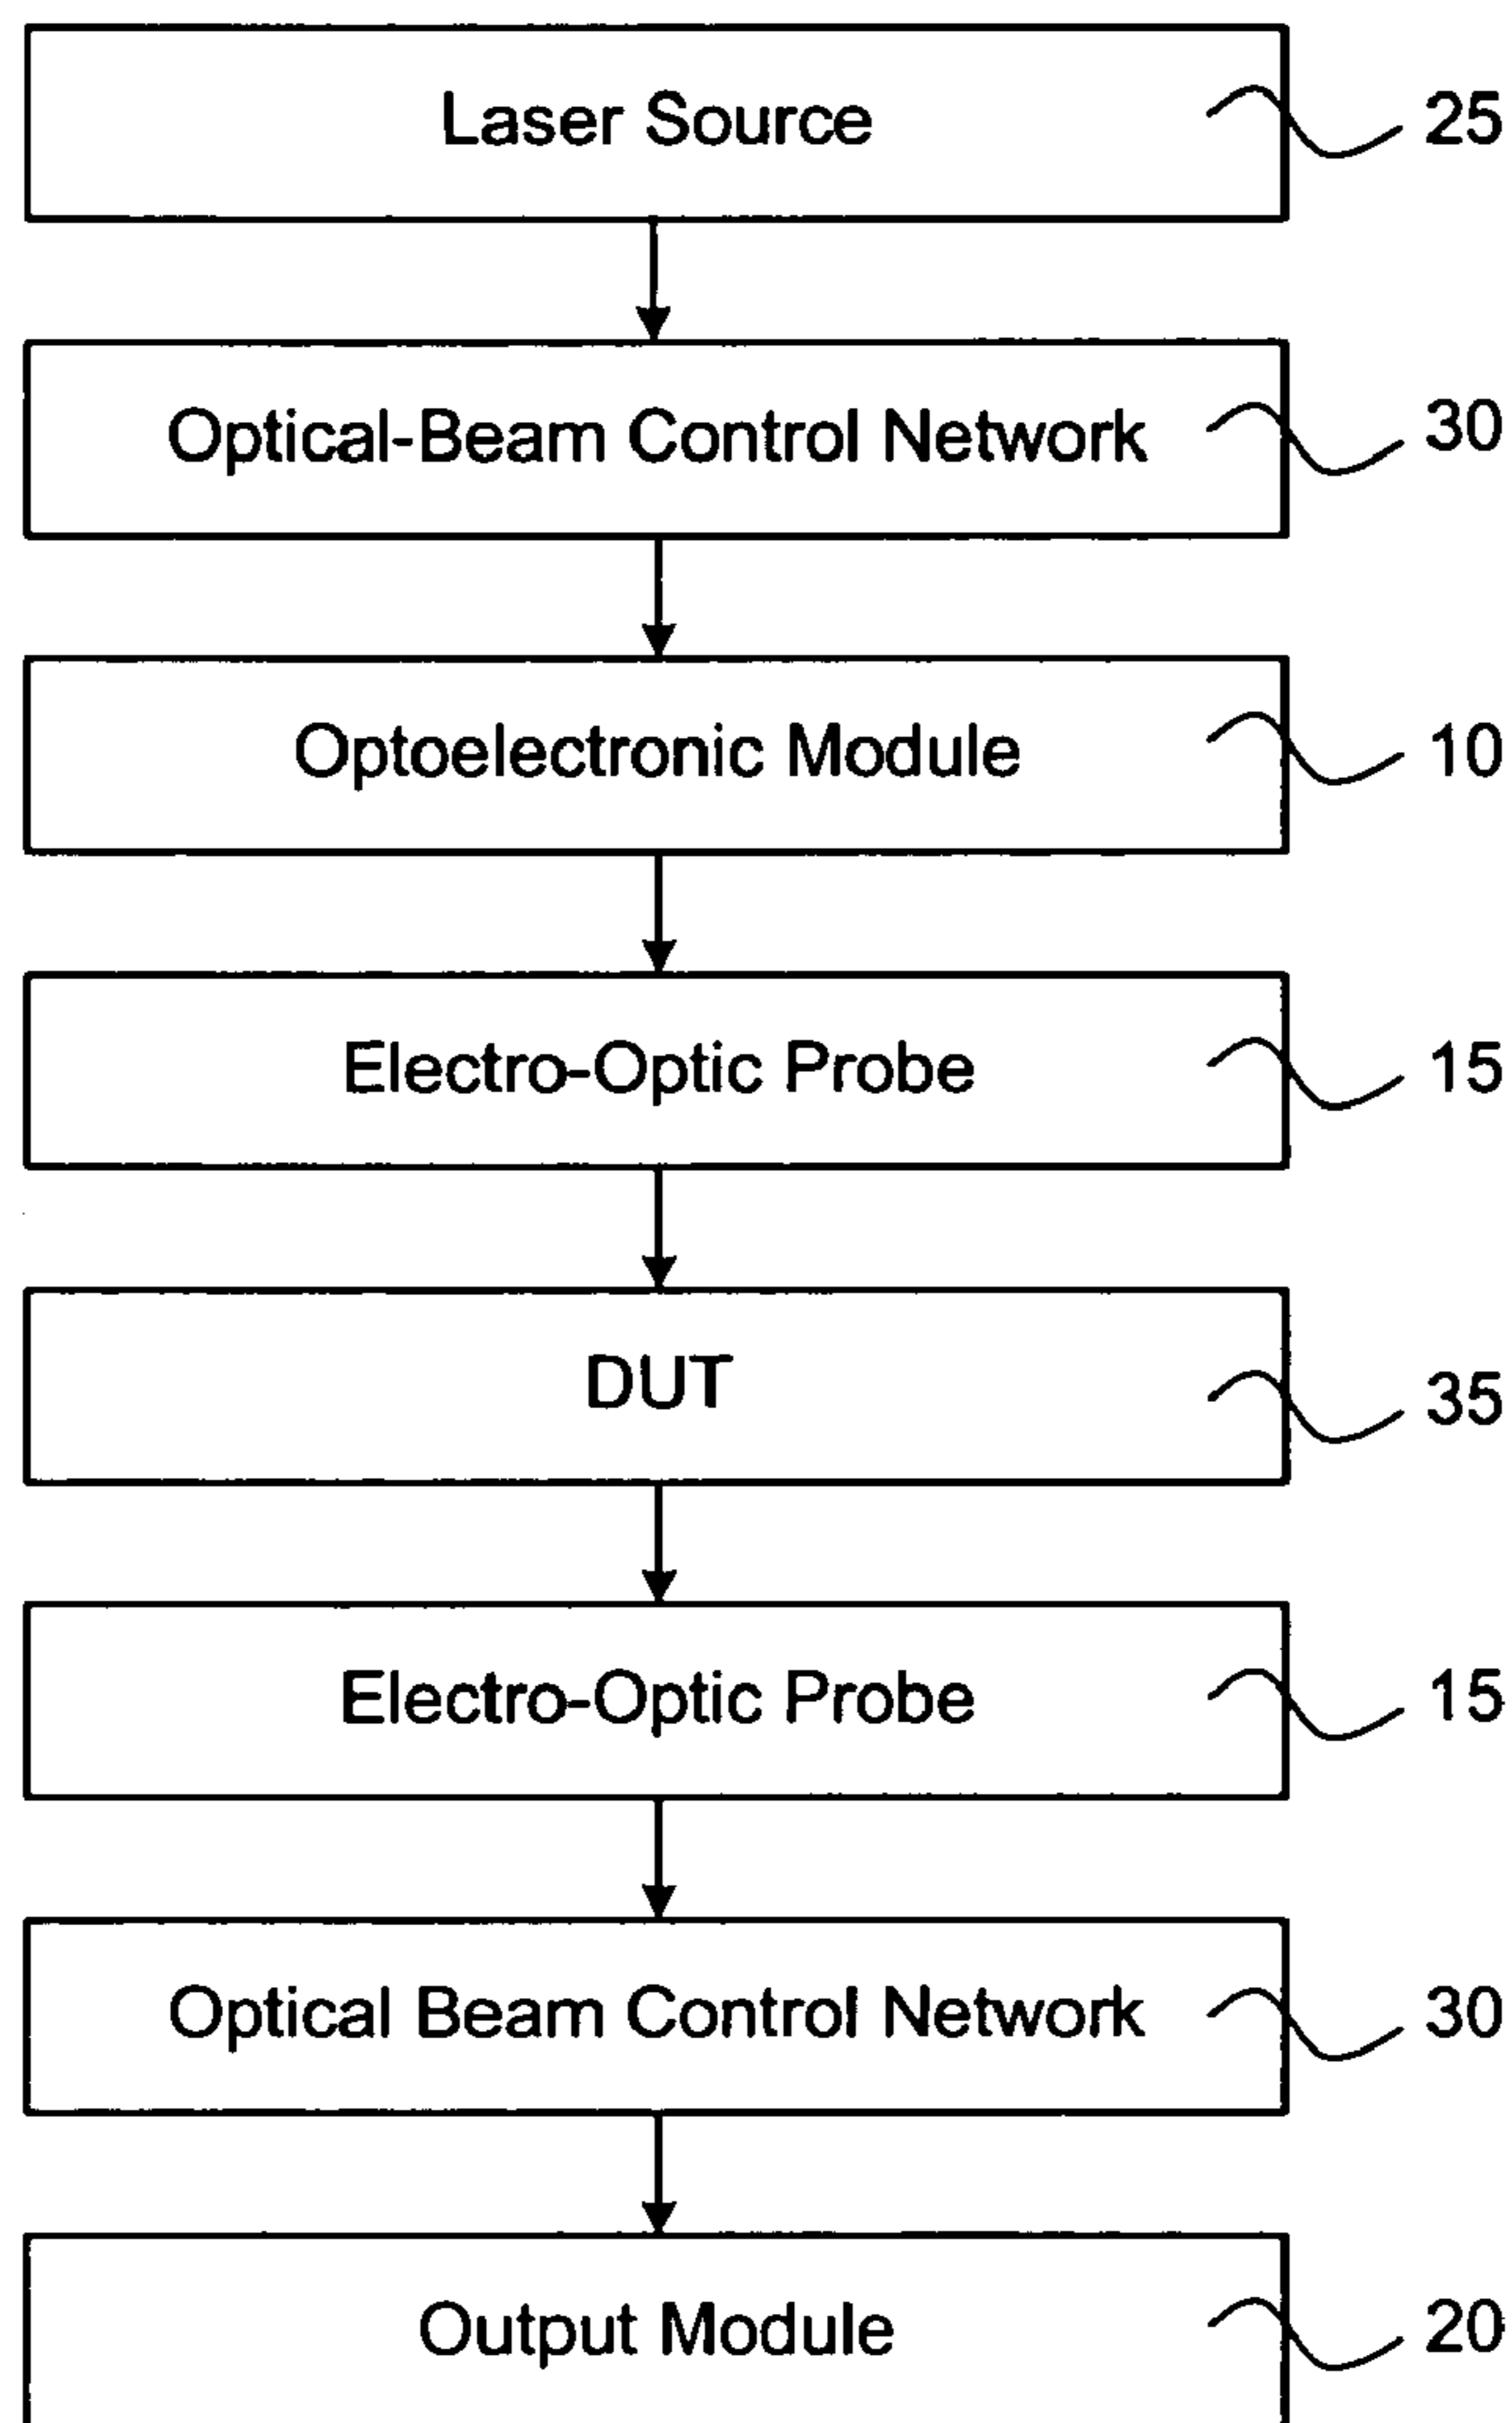 Laser Source 25
Optical-Beam Control Network 30
Optoelectronic Module 10
Electro-Optic Probe 15
DUT 35
Electro-Optic Probe 15
Optical Beam Control Network 30
Output Module 20